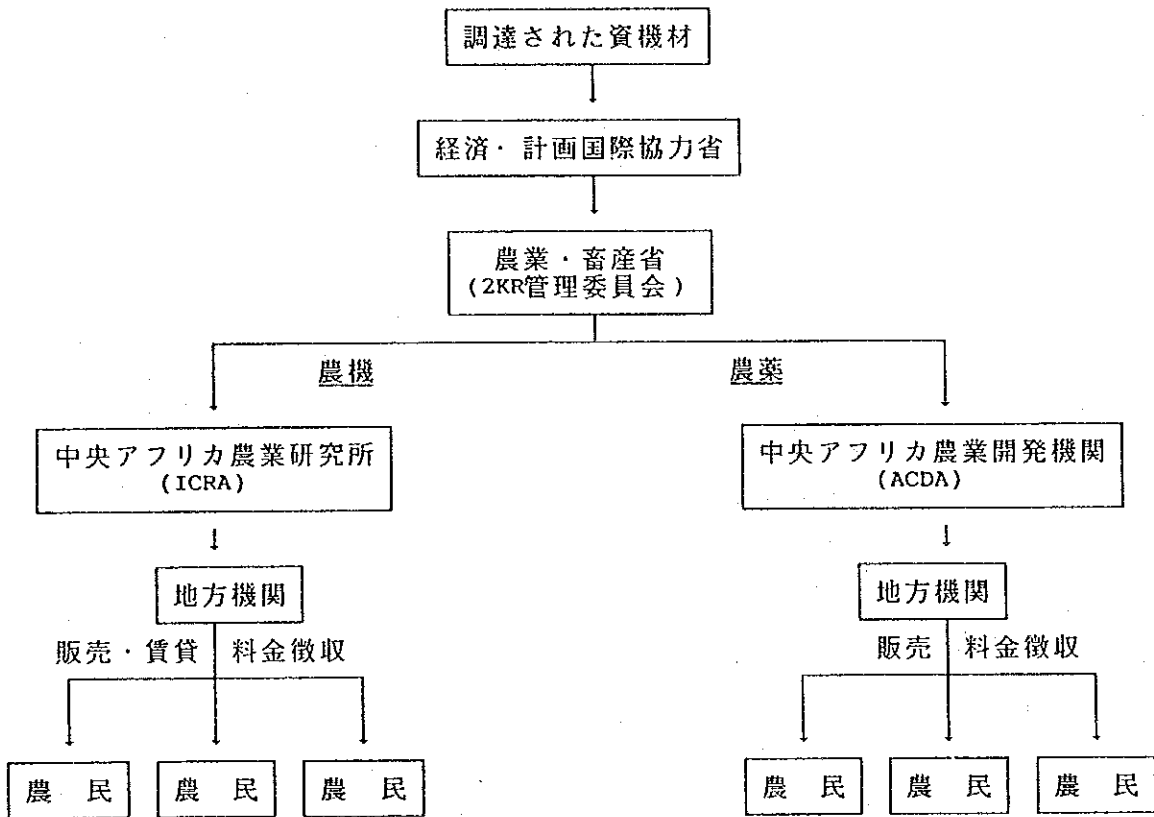 調達された資機材
経済・計画国際協力省
農業・畜産省
(2KR管理委員会)
農機
農薬
中央アフリカ農業研究所
(ICRA)
中央アフリカ農業開発機関
(ACDA)
地方機関
地方機関
販売・賃貸 料金徴収
販売 料金徴収
農 民
農 民
農 民
農 民
農 民
農 民